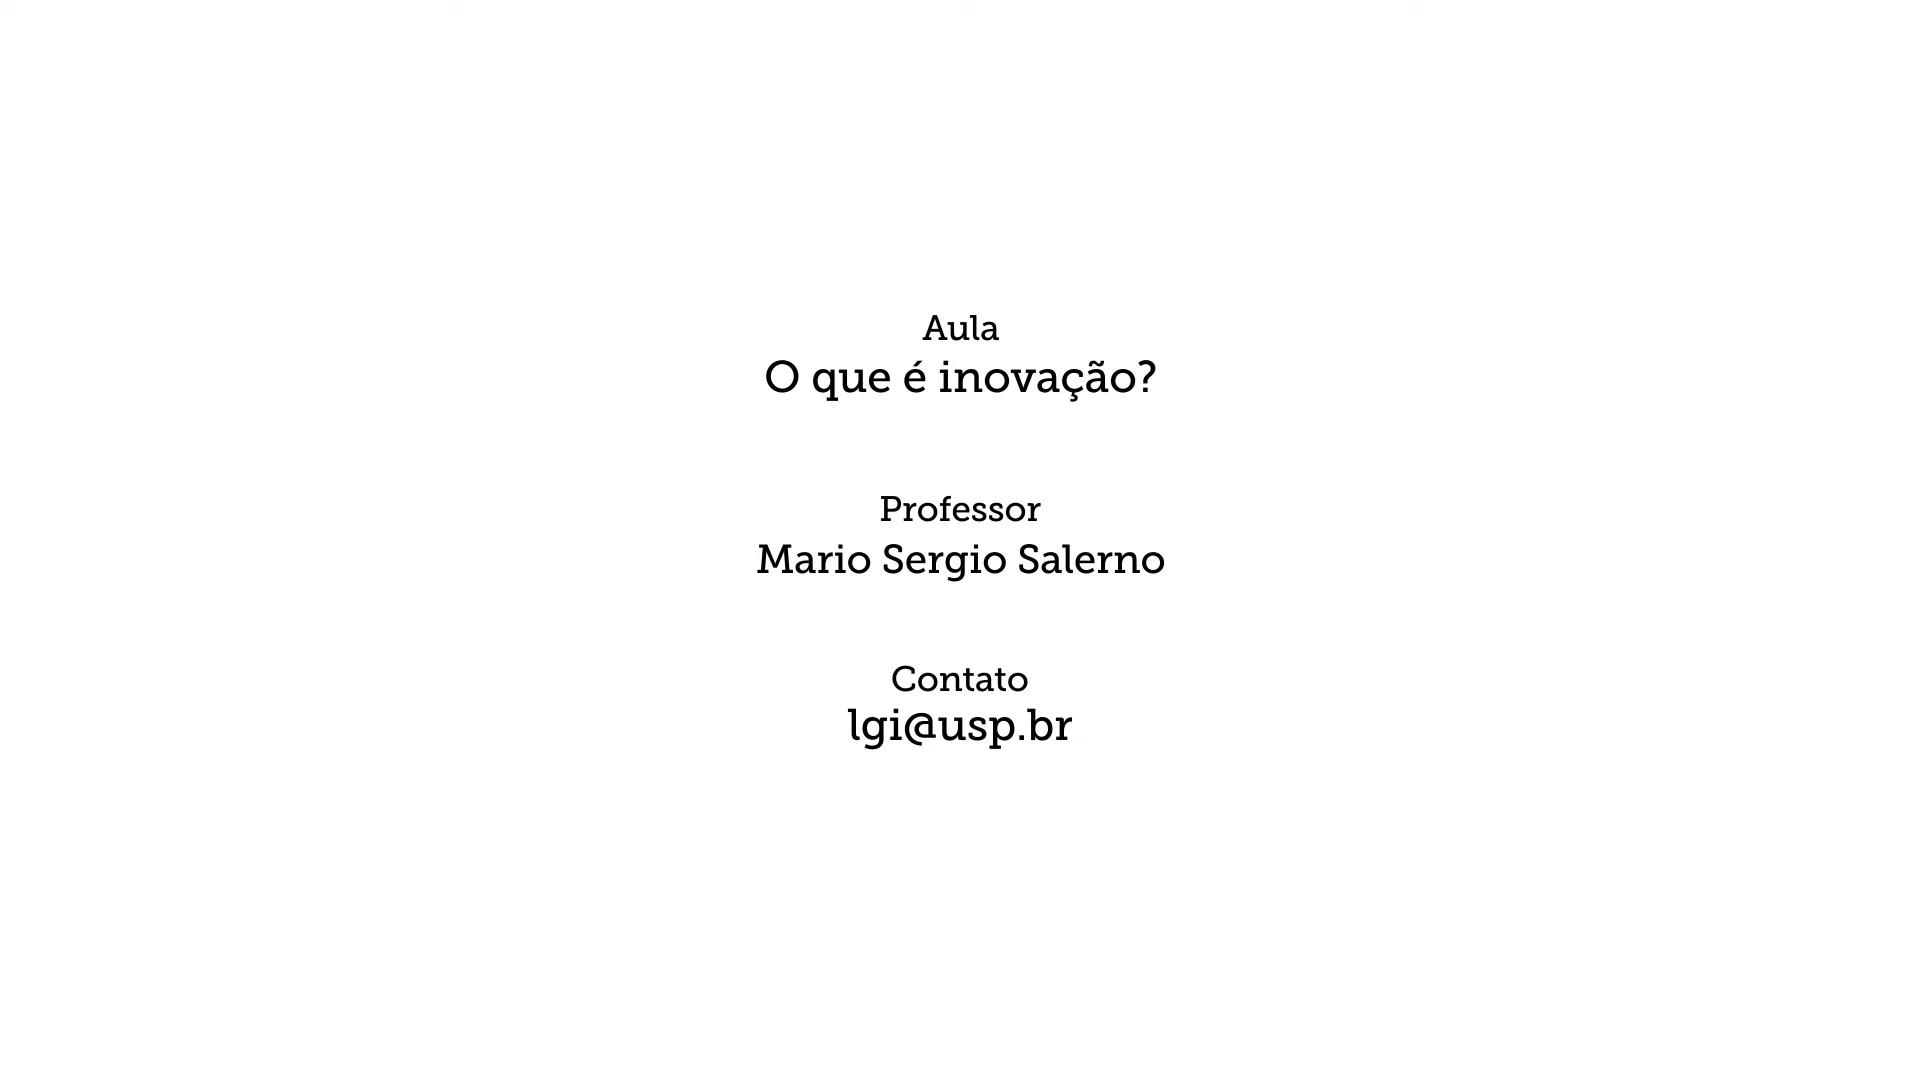 Aula
O que é inovação?
Professor
Mario Sergio Salerno
Contato
lgi@usp.br